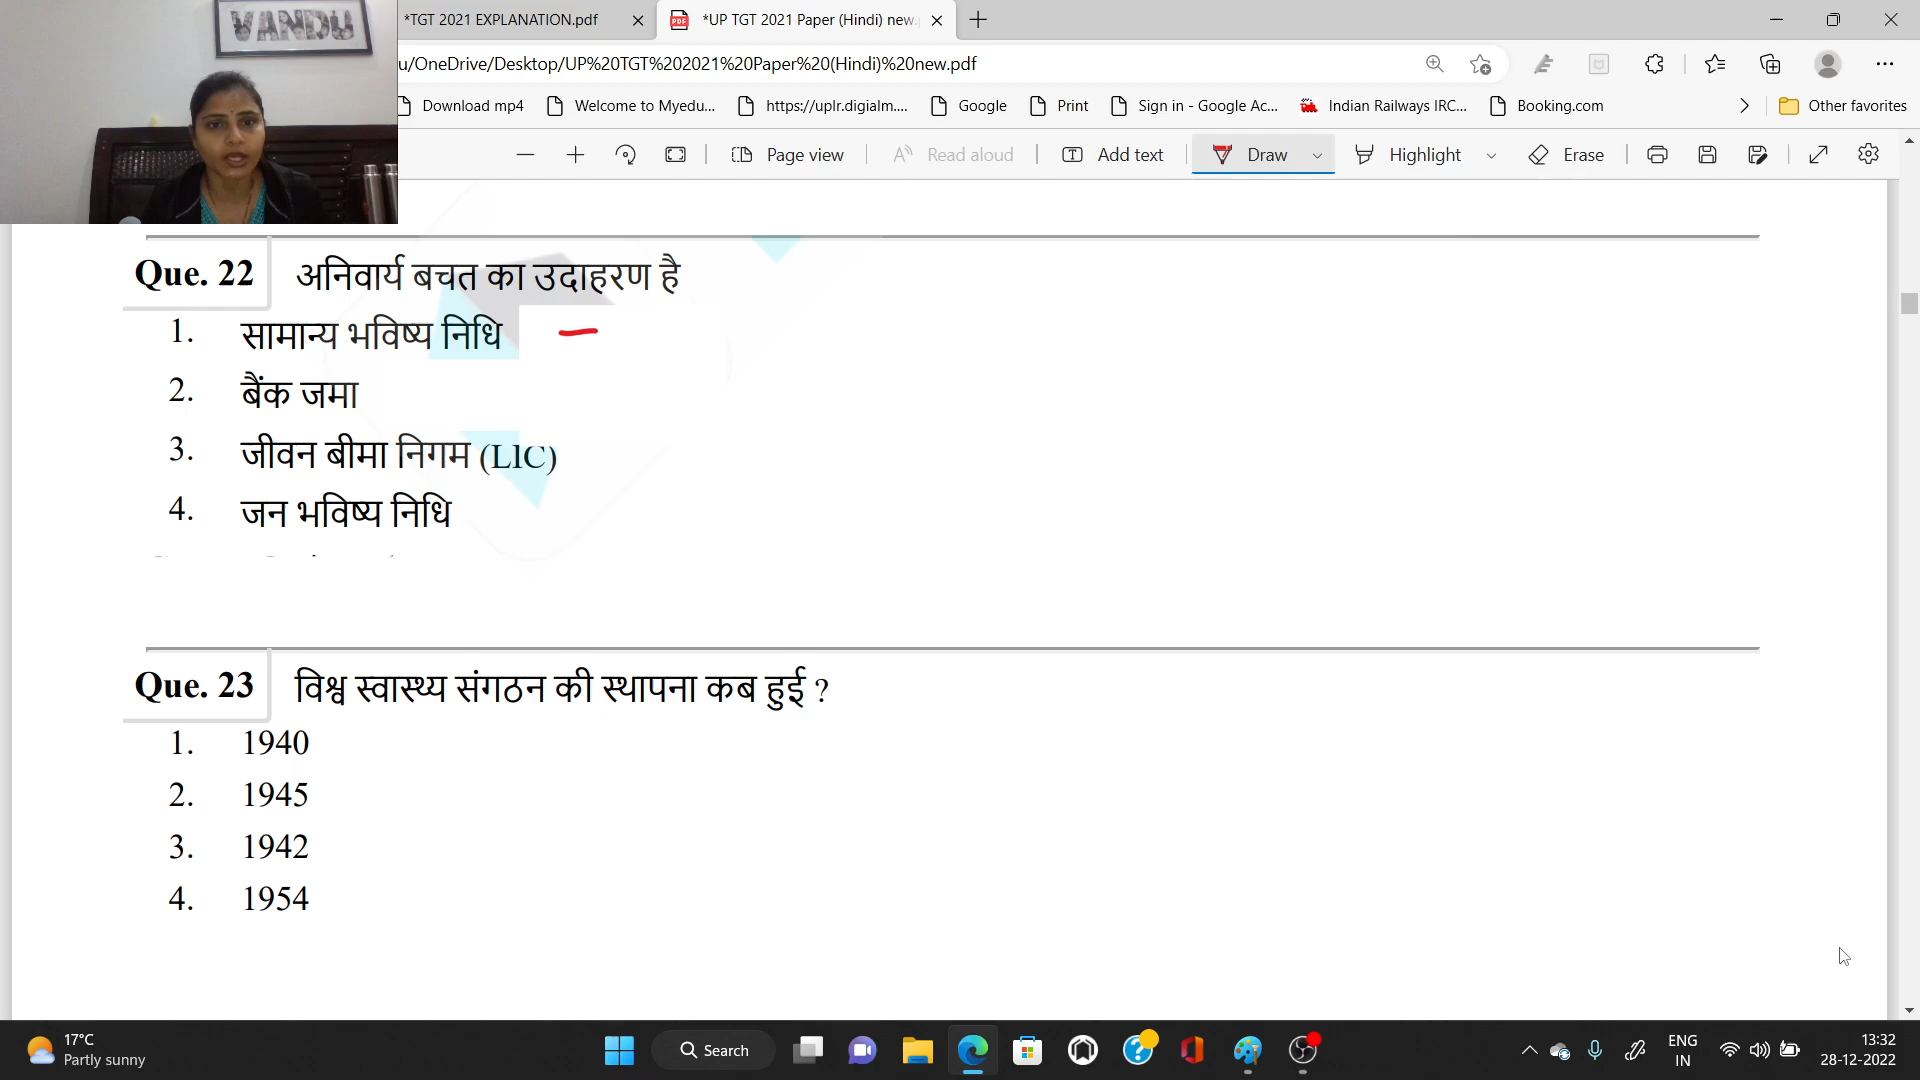 VANDU
*TGT 2021 EXPLANATION.pdf
*UP TGT 2021 Paper (Hindi) new.
u/OneDrive/Desktop/UP%20TGT%202021%20Paper%20(Hindi)%20new.pdf
Download mp4 Welcome to Myedu... https://uplr.digialm.... Google Print Sign in - Google Ac... Indian Railways IRC... Booking.com Other favorites
Page view Read aloud Add text Draw Highlight Erase
Que. 22 अनिवार्य बचत का उदाहरण है
1. सामान्य भविष्य निधि
2. बैंक जमा
3. जीवन बीमा निगम (LIC)
4. जन भविष्य निधि
Que. 23 विश्व स्वास्थ्य संगठन की स्थापना कब हुई ?
1. 1940
2. 1945
3. 1942
4. 1954
17°C
Partly sunny
Search
ENG
IN
13:32
28-12-2022